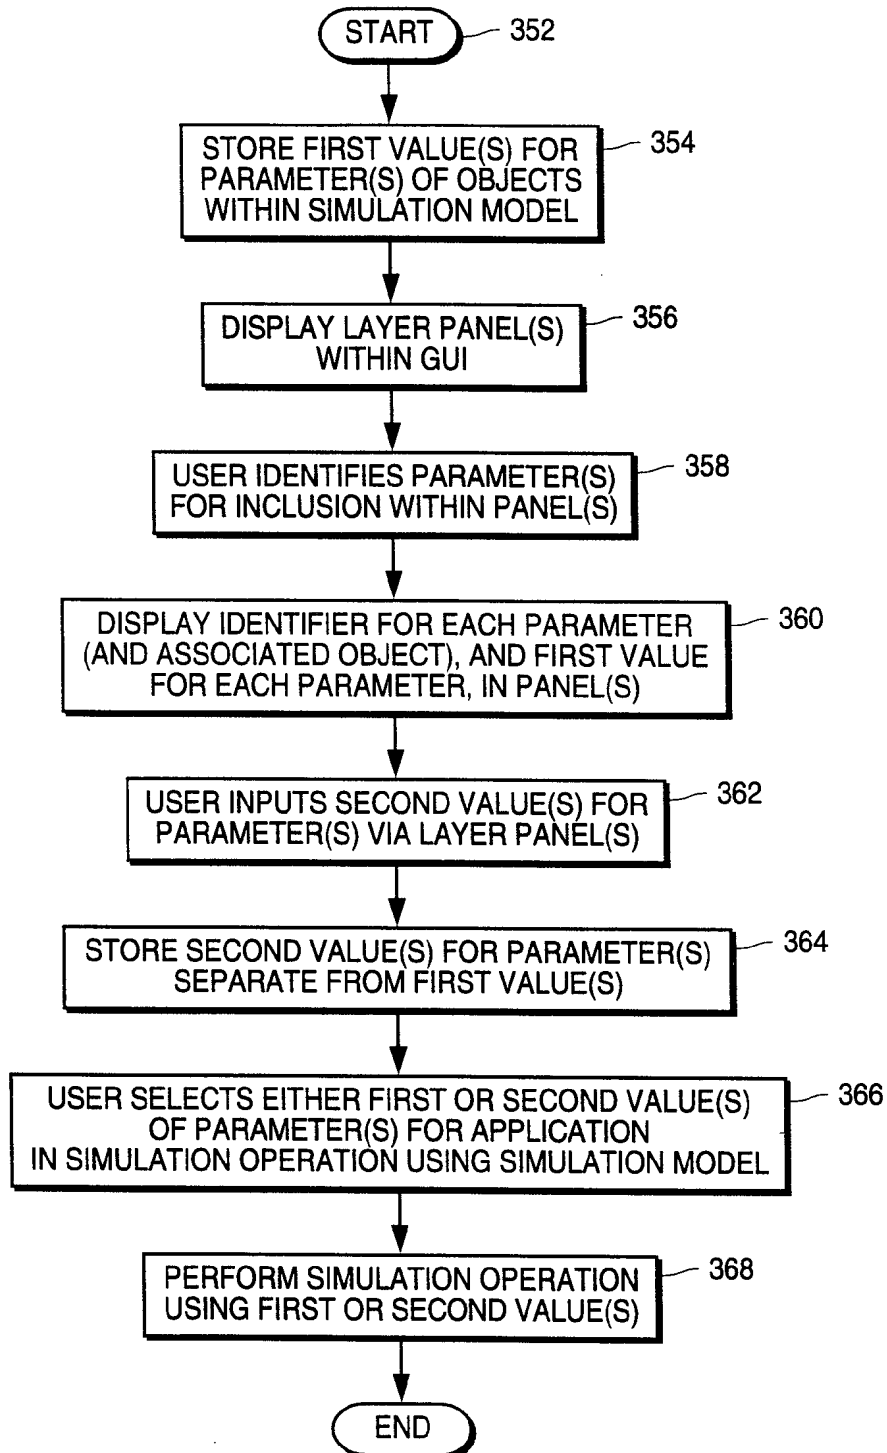 START
352
STORE FIRST VALUE(S) FOR
PARAMETER(S) OF OBJECTS
WITHIN SIMULATION MODEL
354
DISPLAY LAYER PANEL(S)
WITHIN GUI
356
USER IDENTIFIES PARAMETER(S)
FOR INCLUSION WITHIN PANEL(S)
358
DISPLAY IDENTIFIER FOR EACH PARAMETER
(AND ASSOCIATED OBJECT), AND FIRST VALUE
FOR EACH PARAMETER, IN PANEL(S)
360
USER INPUTS SECOND VALUE(S) FOR
PARAMETER(S) VIA LAYER PANEL(S)
362
STORE SECOND VALUE(S) FOR PARAMETER(S)
SEPARATE FROM FIRST VALUE(S)
364
USER SELECTS EITHER FIRST OR SECOND VALUE(S)
OF PARAMETER(S) FOR APPLICATION
IN SIMULATION OPERATION USING SIMULATION MODEL
366
PERFORM SIMULATION OPERATION
USING FIRST OR SECOND VALUE(S)
368
END